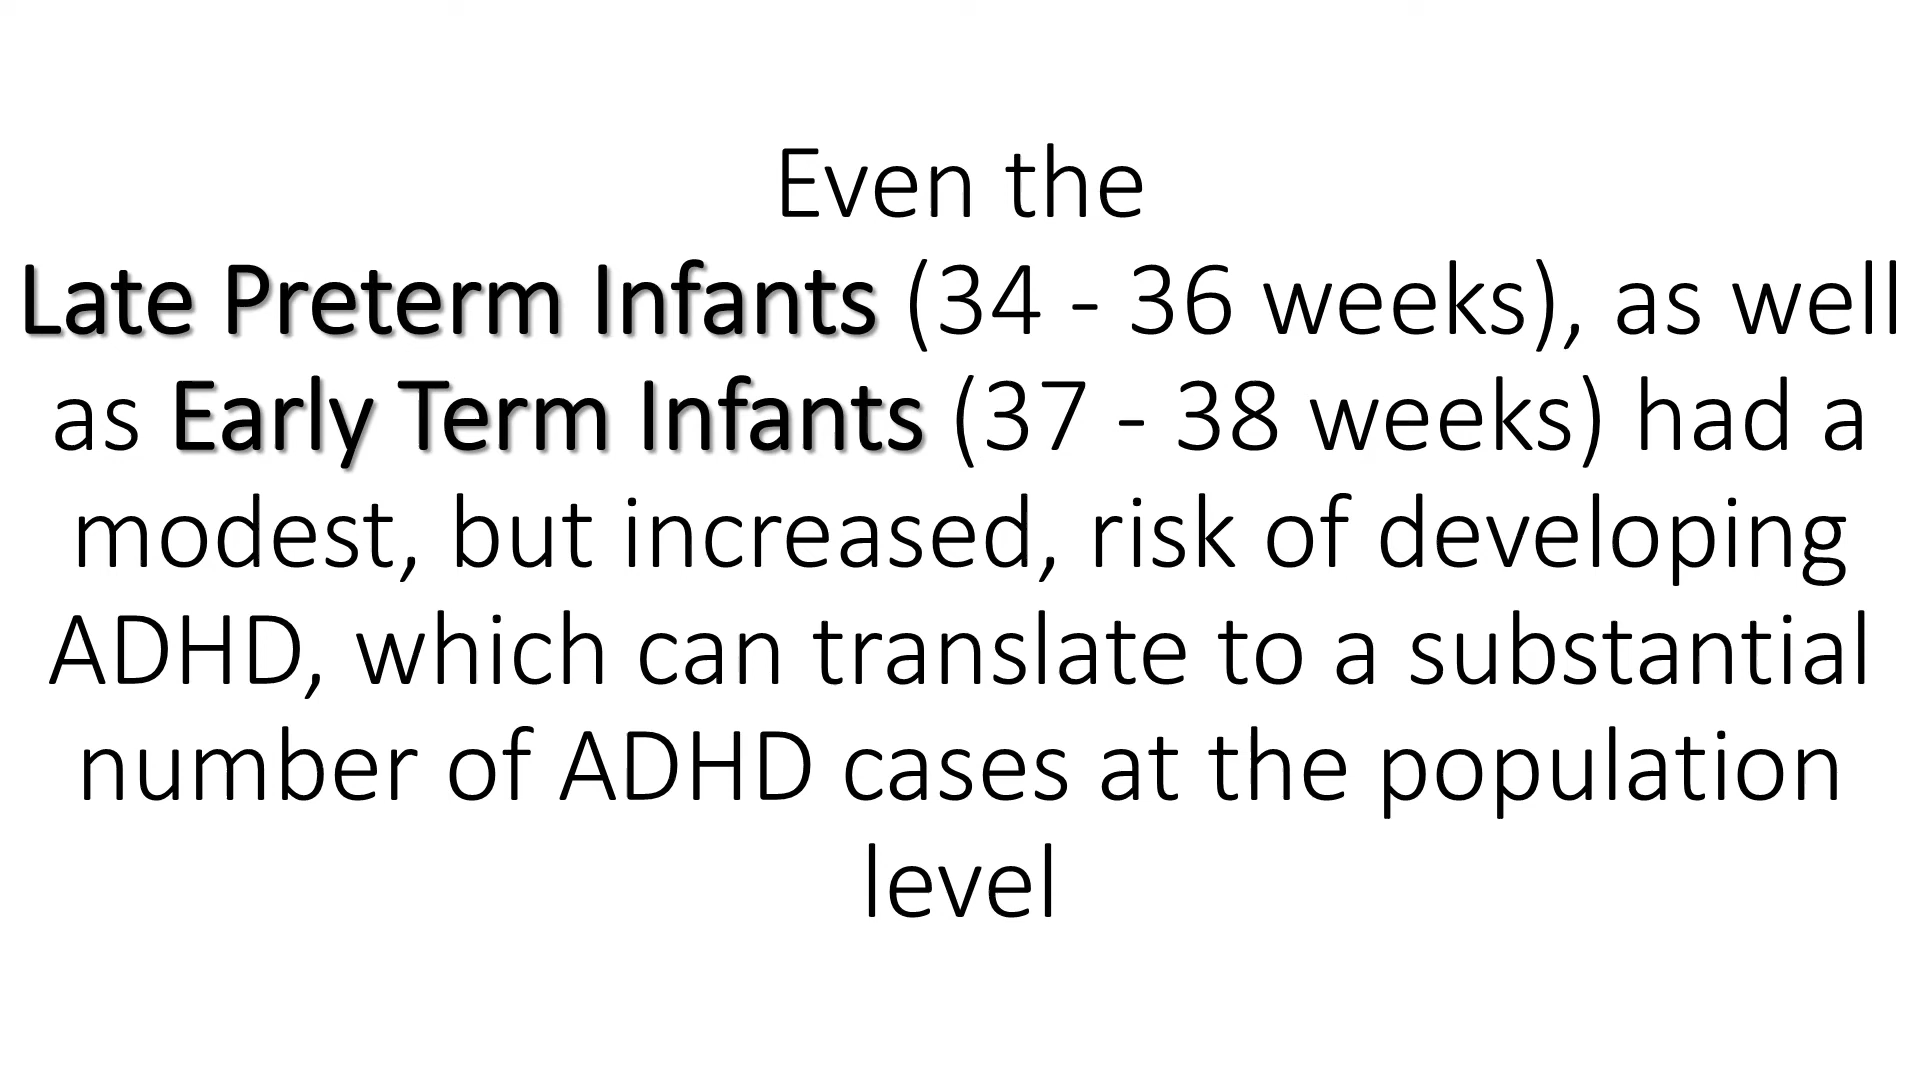 Even the
Late Preterm Infants (34 - 36 weeks), as well
as Early Term Infants (37 - 38 weeks) had a
modest, but increased, risk of developing
ADHD, which can translate to a substantial
number of ADHD cases at the population
level